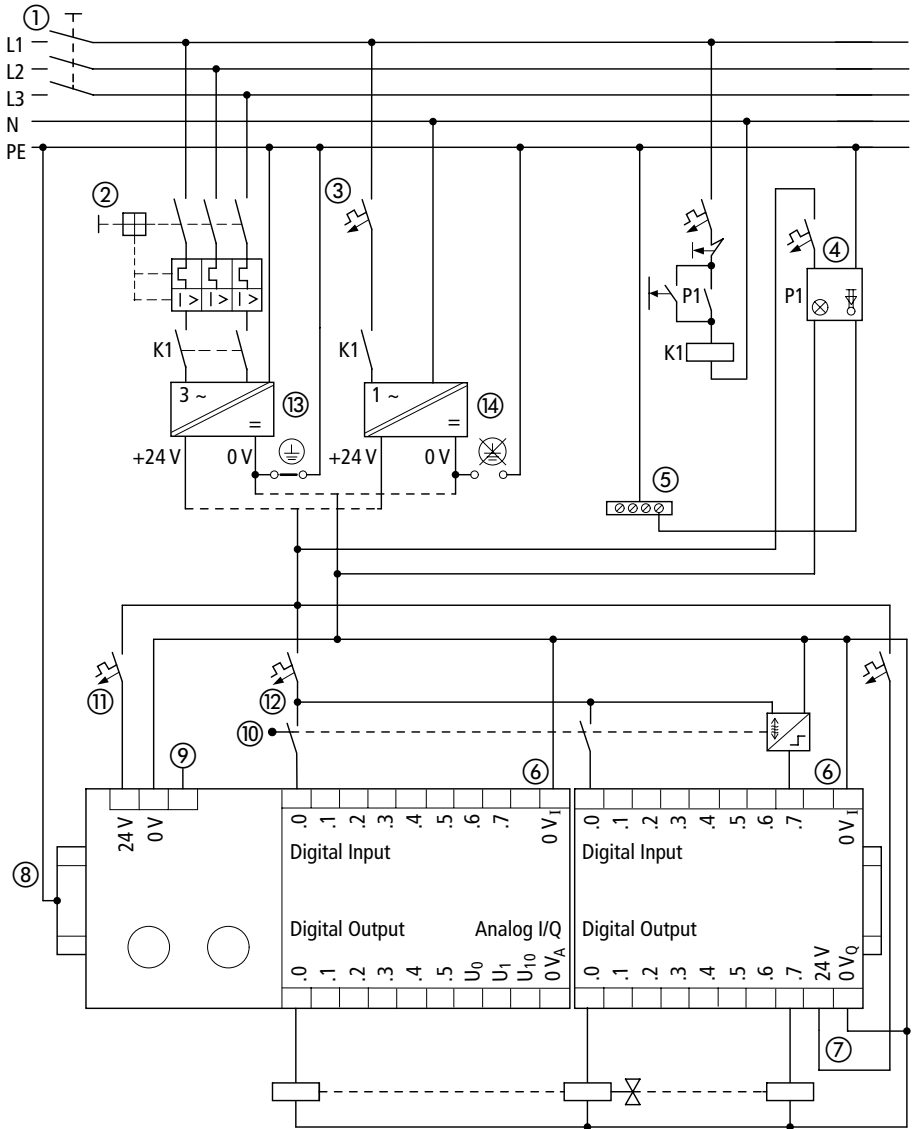 ①
L1
L2
L3
N
PE
② ③ ④
P1 P1
I > I > I >
K1 K1 K1
3 ~ 1 ~
= ⑬ = ⑭
+24 V 0 V +24 V 0 V
⑤
⑪ ⑫
⑩
⑨ ⑥ ⑥
24 V 0 V .0 .1 .2 .3 .4 .5 .6 .7 0 VI .0 .1 .2 .3 .4 .5 .6 .7 0 VI
Digital Input Digital Input
⑧
Digital Output Analog I/Q Digital Output
.0 .1 .2 .3 .4 .5 U0 U1 U10 0 VA .0 .1 .2 .3 .4 .5 .6 .7 24 V 0 VQ
⑦